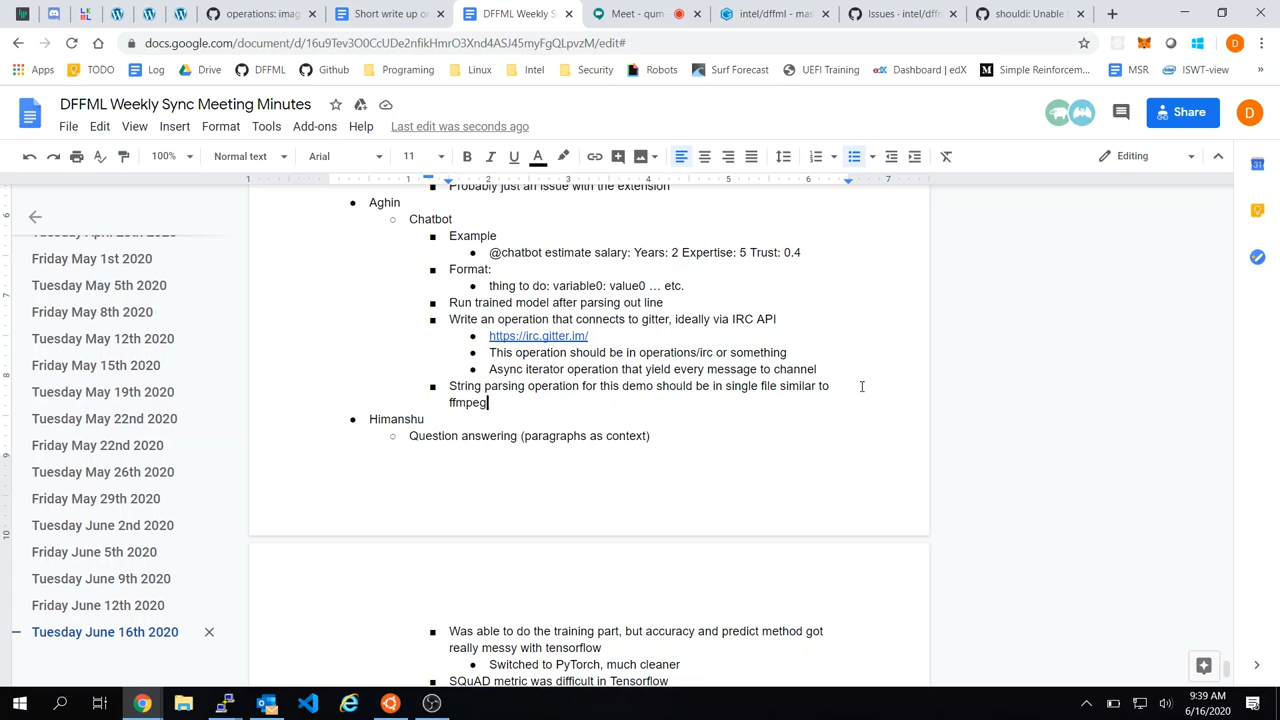 operations: imag
Short write up o
DFFML Weekly S
Meet - qum-
intel/dffml - mas
Issues - intel/dff
shouldi: Unable
docs.google.com/document/d/16u9Tev3O0CcUDe2nfikHmrO3Xnd4ASJ45myFgQLpvzM/edit#
D
Apps
TODO
Log
Drive
DFFML
Github
Programming
Linux
Intel
Security
Robots
Surf Forecast
UEFI Training
Dashboard | edX
Simple Reinforcem...
MSR
ISWT-view
»
DFFML Weekly Sync Meeting Minutes
File Edit View Insert Format Tools Add-ons Help Last edit was seconds ago
Share
D
100% Normal text Arial 11 B I U A Editing
1 1 2 3 4 5 6 7
Probably just an issue with the extension
Aghin
Chatbot
Example
@chatbot estimate salary: Years: 2 Expertise: 5 Trust: 0.4
Format:
thing to do: variable0: value0 … etc.
Run trained model after parsing out line
Write an operation that connects to gitter, ideally via IRC API
https://irc.gitter.im/
This operation should be in operations/irc or something
Async iterator operation that yield every message to channel
String parsing operation for this demo should be in single file similar to
ffmpeg
Himanshu
Question answering (paragraphs as context)
Was able to do the training part, but accuracy and predict method got
really messy with tensorflow
Switched to PyTorch, much cleaner
SQuAD metric was difficult in Tensorflow
Friday May 1st 2020
Tuesday May 5th 2020
Friday May 8th 2020
Tuesday May 12th 2020
Friday May 15th 2020
Tuesday May 19th 2020
Tuesday May 22nd 2020
Friday May 22nd 2020
Tuesday May 26th 2020
Friday May 29th 2020
Tuesday June 2nd 2020
Friday June 5th 2020
Tuesday June 9th 2020
Friday June 12th 2020
Tuesday June 16th 2020
9:39 AM
6/16/2020